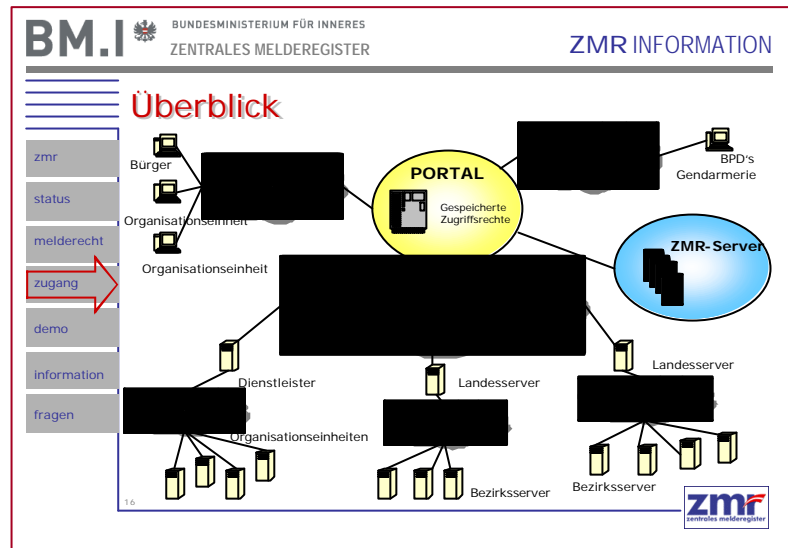 BM.I BUNDESMINISTERIUM FÜR INNERES
ZENTRALES MELDEREGISTER
ZMR INFORMATION
Überblick
zmr
status
melderecht
zugang
demo
information
fragen
Bürger
Organisationseinheit
Organisationseinheit
PORTAL
Gespeicherte
Zugriffsrechte
BPD's
Gendarmerie
ZMR-Server
Dienstleister
Landesserver
Landesserver
Organisationseinheiten
Bezirksserver
Bezirksserver
16
zmr
zentrales melderegister